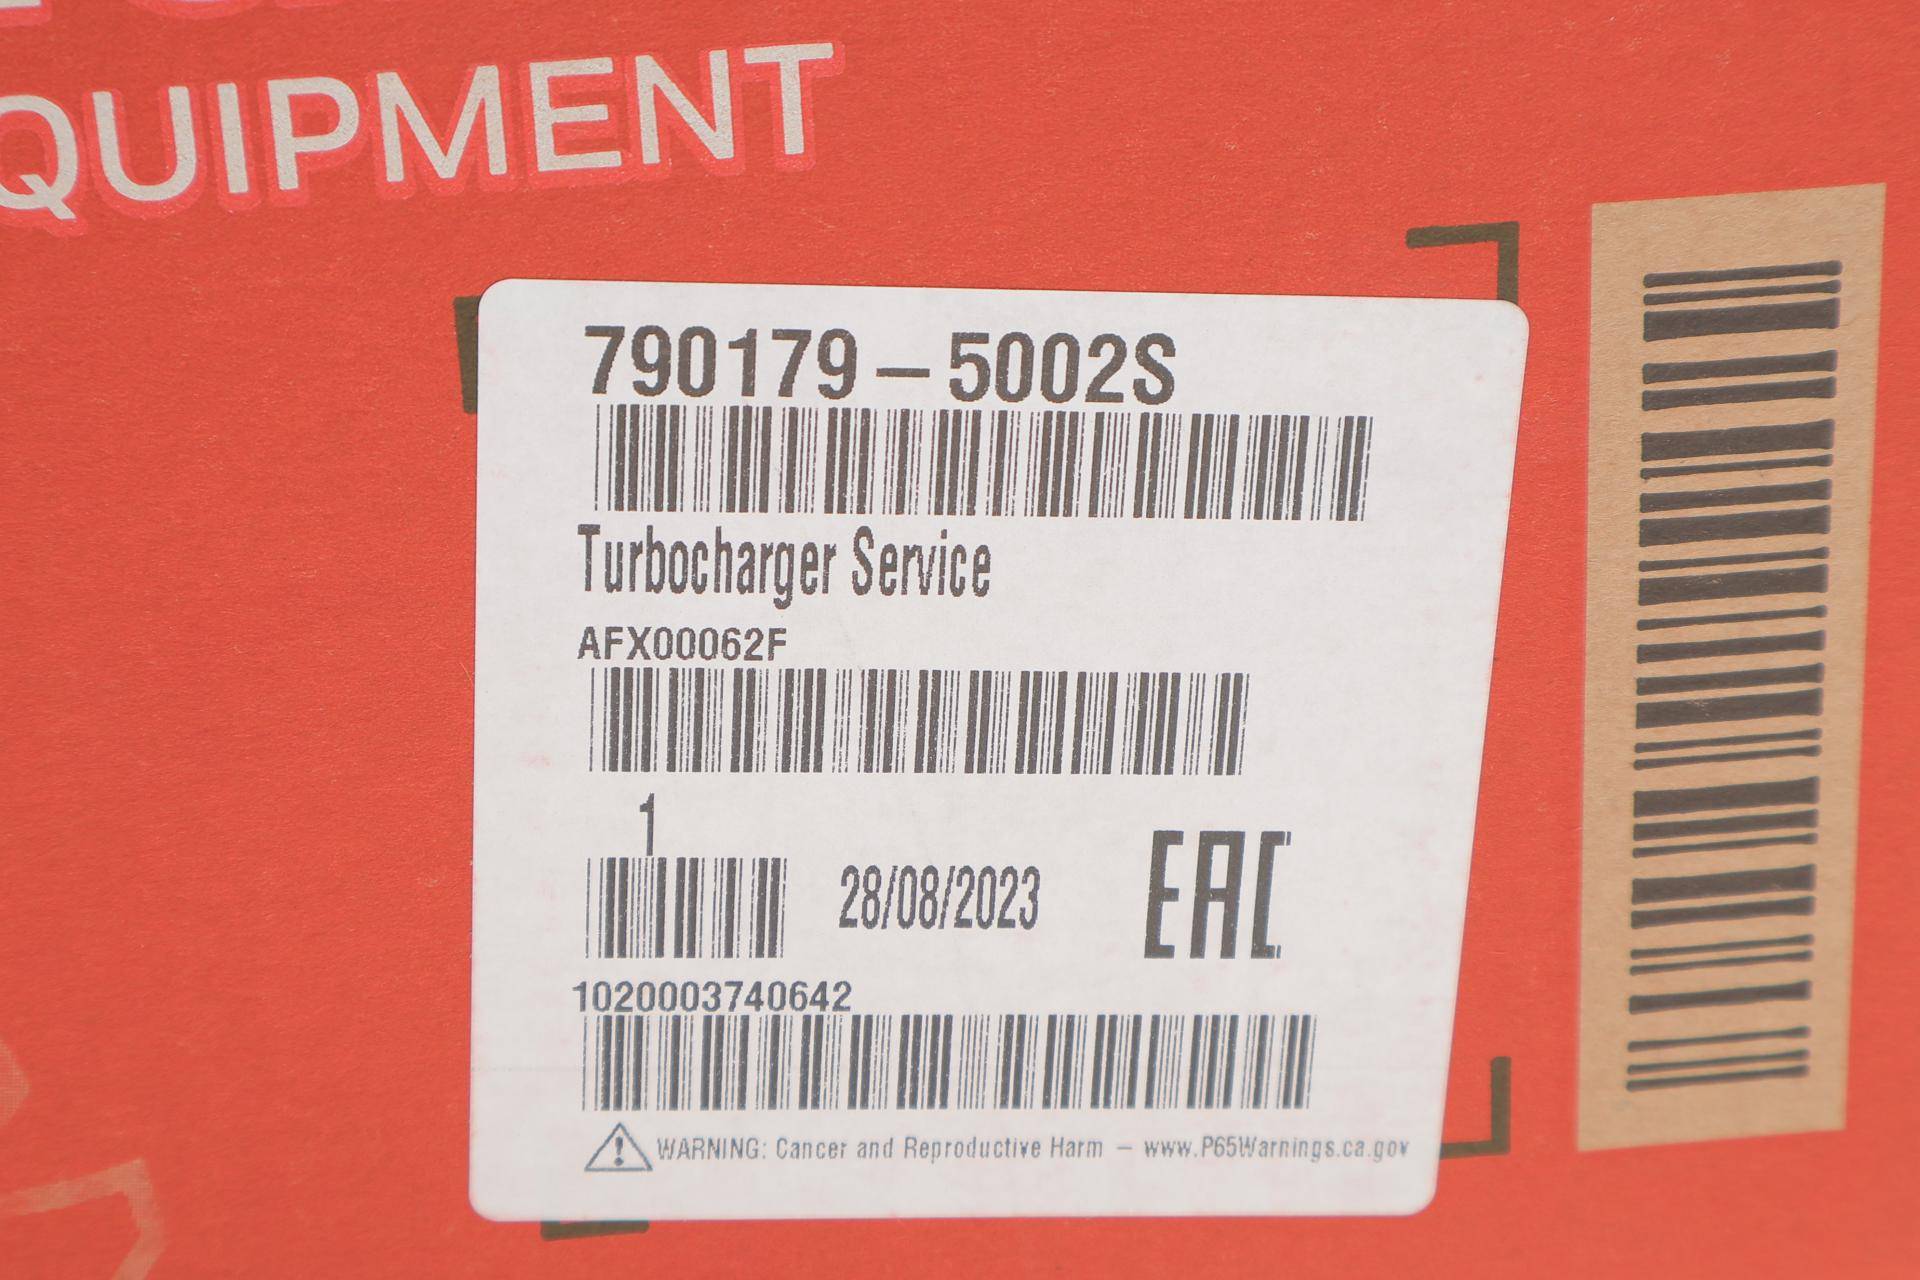 QUIPMENT
790179-5002S
Turbocharger Service
AFX00062F
1
28/08/2023
EAC
1020003740642
WARNING: Cancer and Reproductive Harm - www.P65Warnings.ca.gov